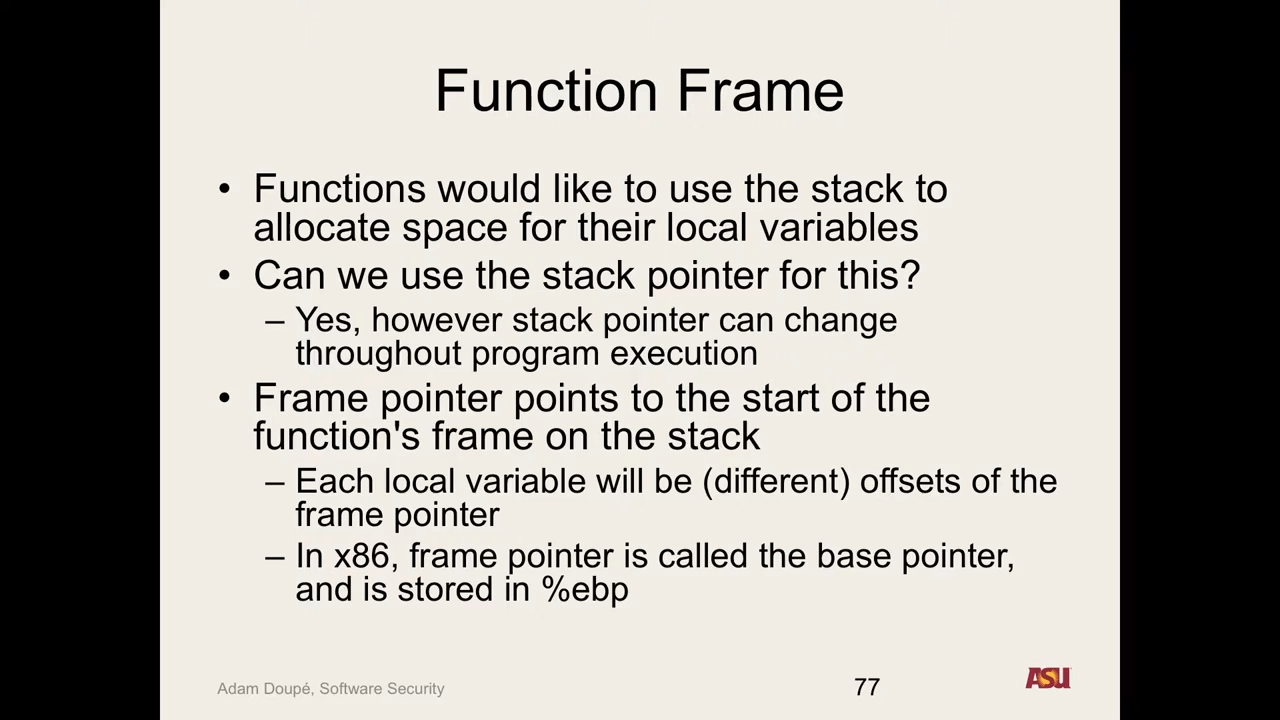 Function Frame
• Functions would like to use the stack to
allocate space for their local variables
• Can we use the stack pointer for this?
– Yes, however stack pointer can change
throughout program execution
• Frame pointer points to the start of the
function's frame on the stack
– Each local variable will be (different) offsets of the
frame pointer
– In x86, frame pointer is called the base pointer,
and is stored in %ebp
Adam Doupé, Software Security
77
ASU